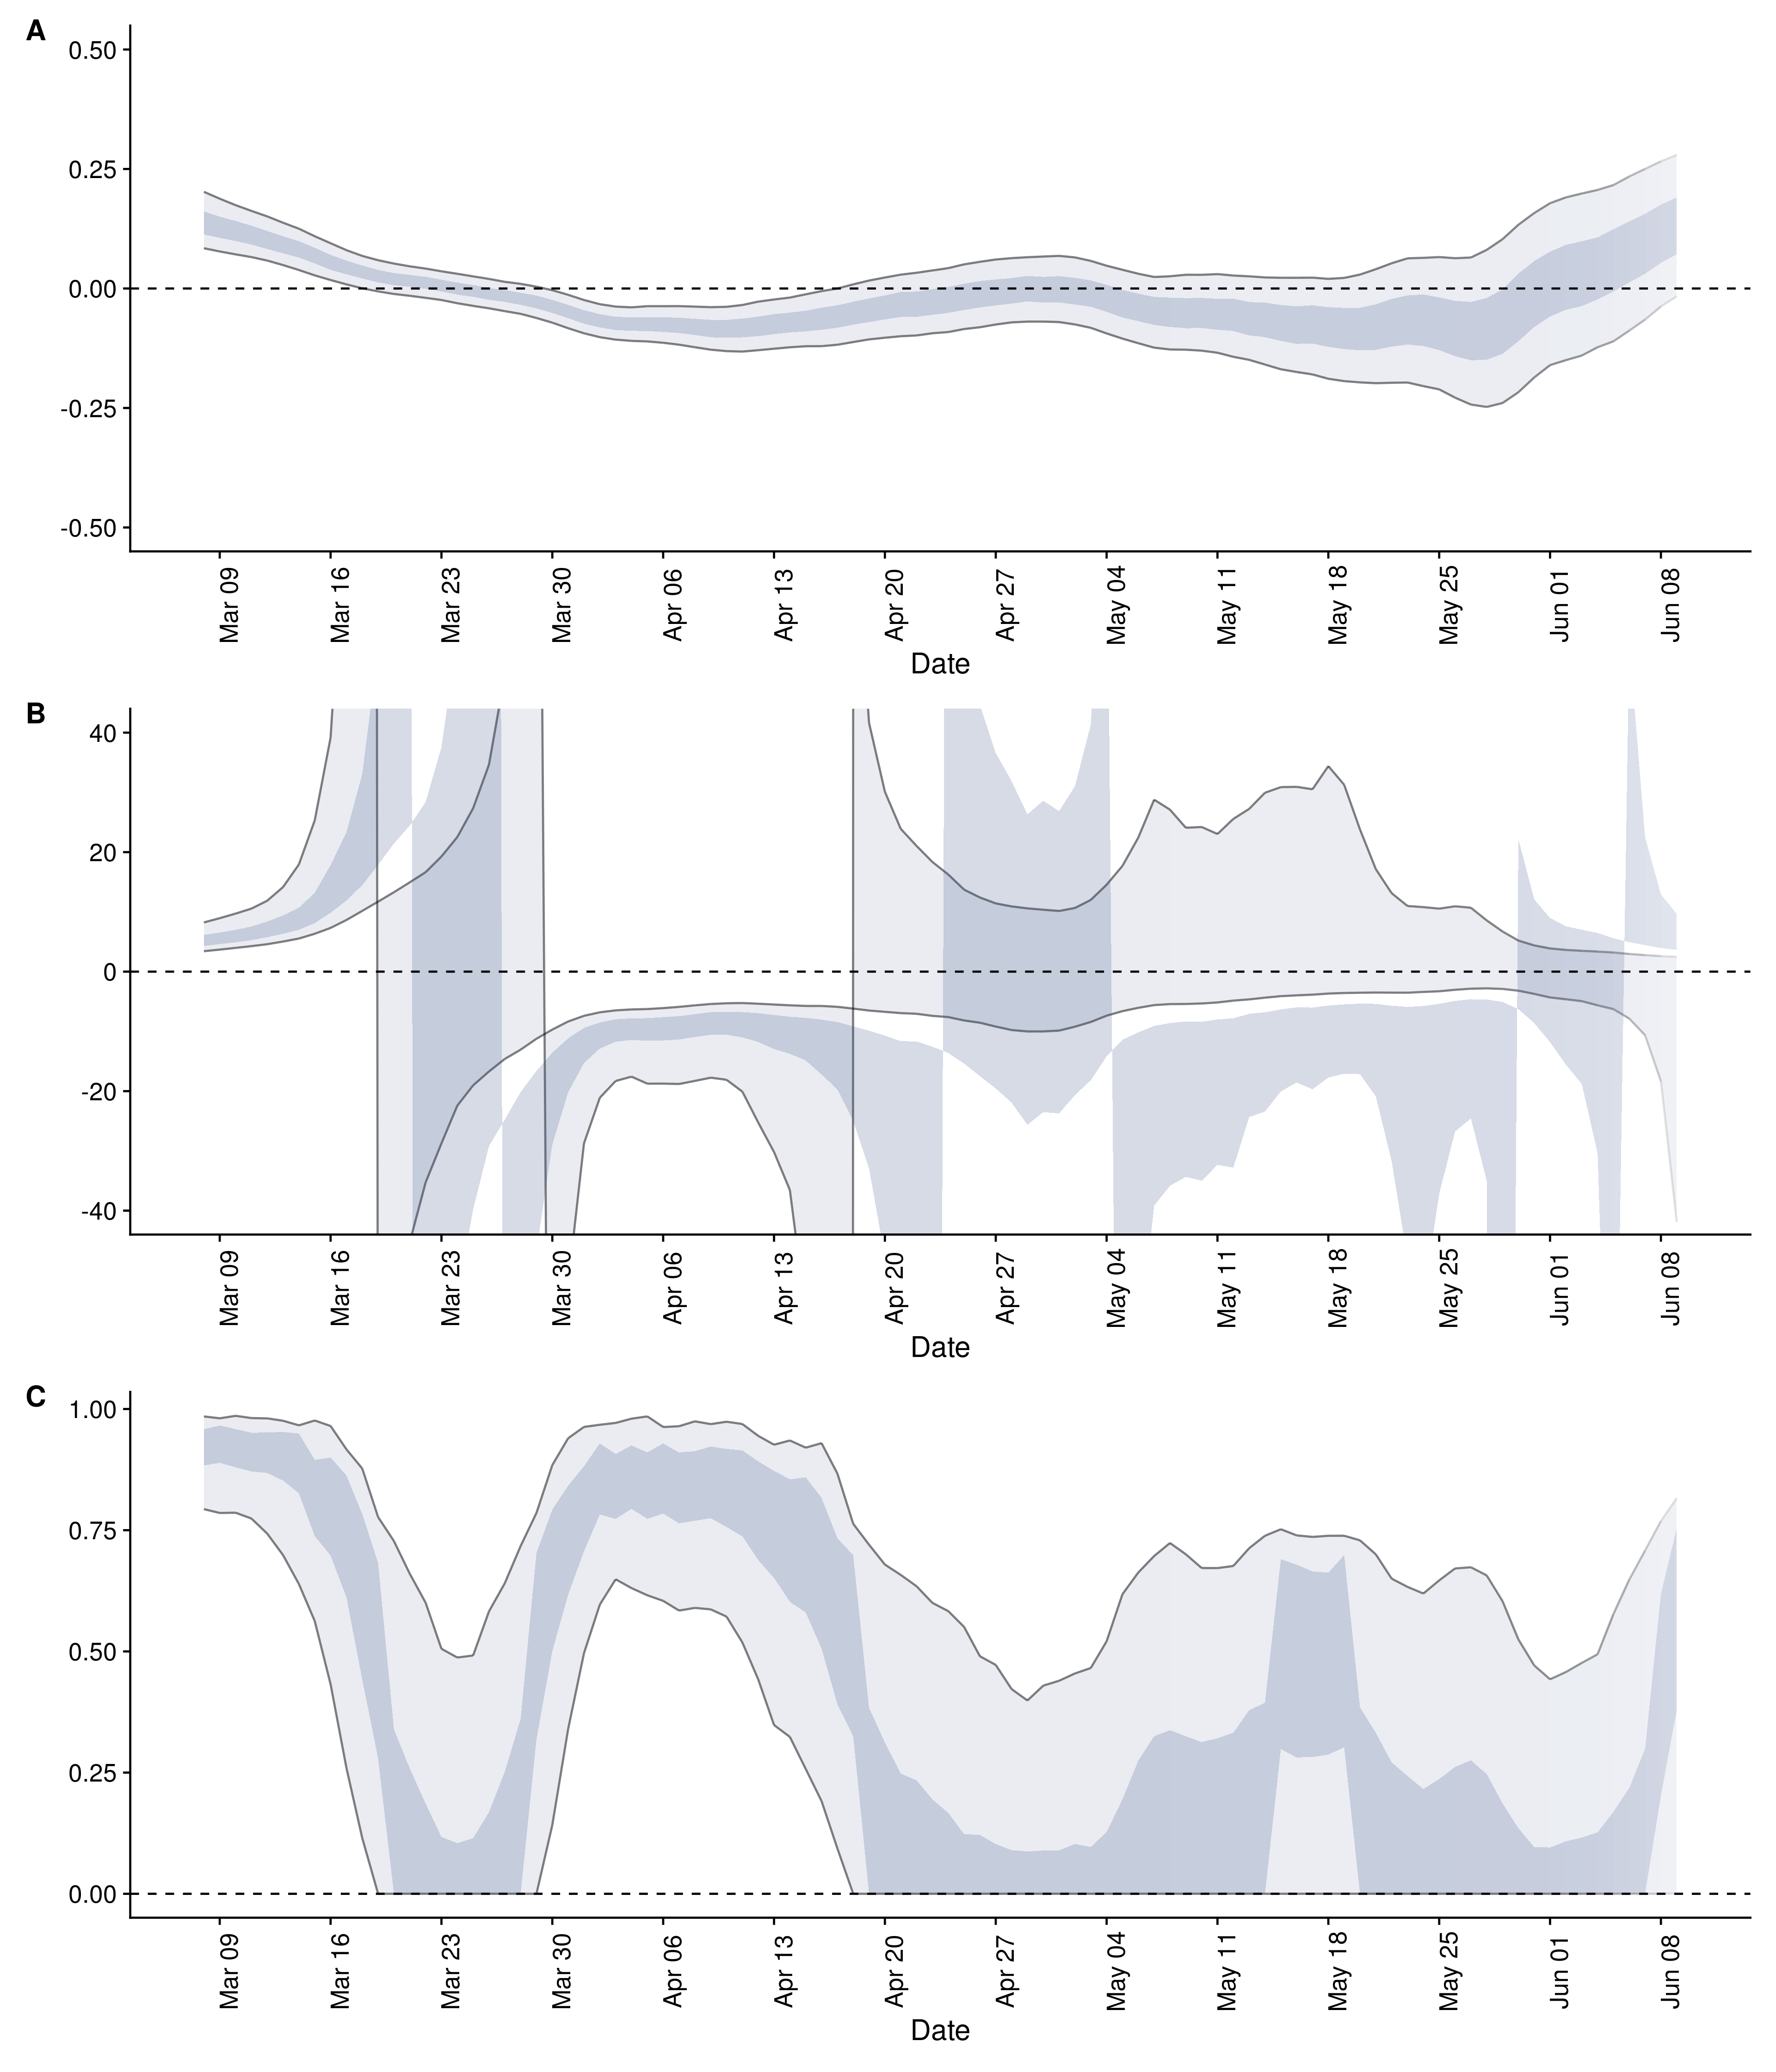 A
0.50
0.25
0.00
-0.25
-0.50
Mar 09
Mar 16
Mar 23
Mar 30
Apr 06
Apr 13
Apr 20
Apr 27
May 04
May 11
May 18
May 25
Jun 01
Jun 08
Date
B
40
20
0
-20
-40
Mar 09
Mar 16
Mar 23
Mar 30
Apr 06
Apr 13
Apr 20
Apr 27
May 04
May 11
May 18
May 25
Jun 01
Jun 08
Date
C
1.00
0.75
0.50
0.25
0.00
Mar 09
Mar 16
Mar 23
Mar 30
Apr 06
Apr 13
Apr 20
Apr 27
May 04
May 11
May 18
May 25
Jun 01
Jun 08
Date